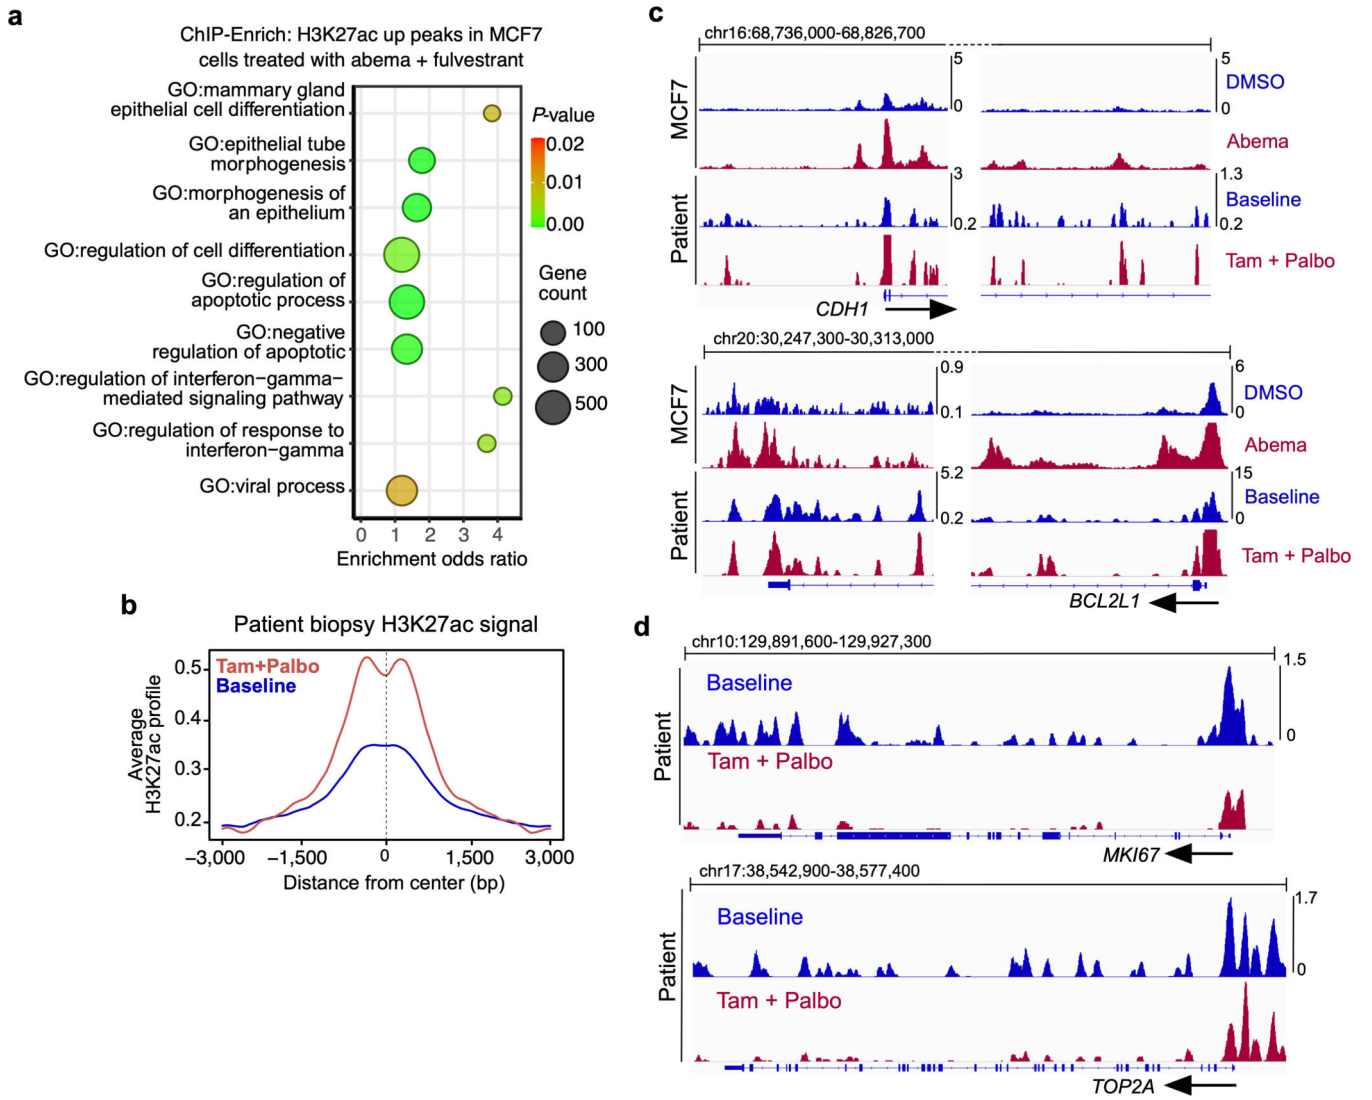 a
ChIP-Enrich: H3K27ac up peaks in MCF7
cells treated with abema + fulvestrant
GO:mammary gland
epithelial cell differentiation
GO:epithelial tube
morphogenesis
GO:morphogenesis of
an epithelium
GO:regulation of cell differentiation
GO:regulation of
apoptotic process
GO:negative
regulation of apoptotic
GO:regulation of interferon−gamma−
mediated signaling pathway
GO:regulation of response to
interferon−gamma
GO:viral process
0 1 2 3 4
Enrichment odds ratio
P-value
0.02
0.01
0.00
Gene
count
100
300
500
b
Patient biopsy H3K27ac signal
Tam+Palbo
Baseline
Average
H3K27ac profile
0.5
0.4
0.3
0.2
−3,000 −1,500 0 1,500 3,000
Distance from center (bp)
c
chr16:68,736,000-68,826,700
MCF7
Patient
5
0
5
0
DMSO
Abema
3
0.2
1.3
0.2
Baseline
Tam + Palbo
CDH1
chr20:30,247,300-30,313,000
MCF7
Patient
0.9
0.1
6
0
DMSO
Abema
5.2
0.2
15
0
Baseline
Tam + Palbo
BCL2L1
d
chr10:129,891,600-129,927,300
Patient
Baseline
1.5
0
Tam + Palbo
MKI67
chr17:38,542,900-38,577,400
Patient
Baseline
1.7
0
Tam + Palbo
TOP2A